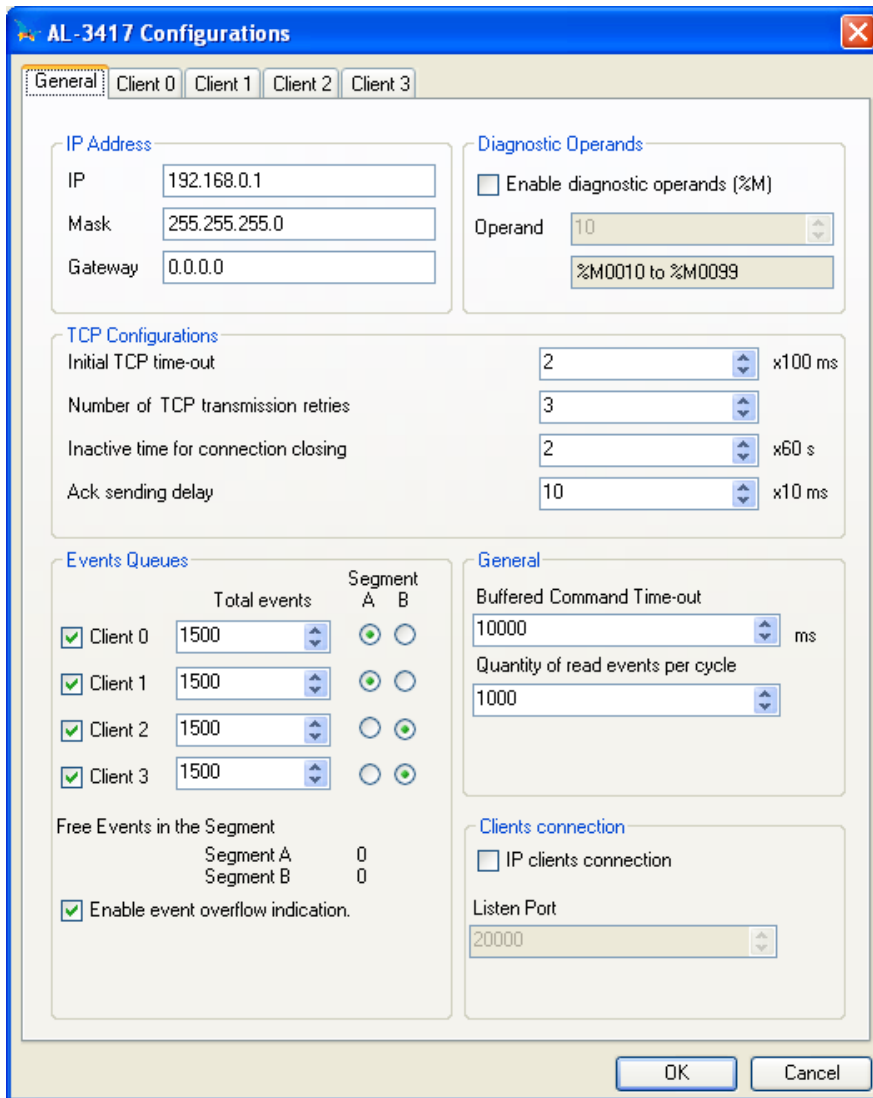 AL-3417 Configurations
General Client 0 Client 1 Client 2 Client 3
IP Address
IP 192.168.0.1
Mask 255.255.255.0
Gateway 0.0.0.0
Diagnostic Operands
Enable diagnostic operands (%M)
Operand 10
%M0010 to %M0099
TCP Configurations
Initial TCP time-out 2 x100 ms
Number of TCP transmission retries 3
Inactive time for connection closing 2 x60 s
Ack sending delay 10 x10 ms
Events Queues
Segment
Total events A B
Client 0 1500
Client 1 1500
Client 2 1500
Client 3 1500
Free Events in the Segment
Segment A 0
Segment B 0
Enable event overflow indication.
General
Buffered Command Time-out
10000 ms
Quantity of read events per cycle
1000
Clients connection
IP clients connection
Listen Port
20000
OK Cancel